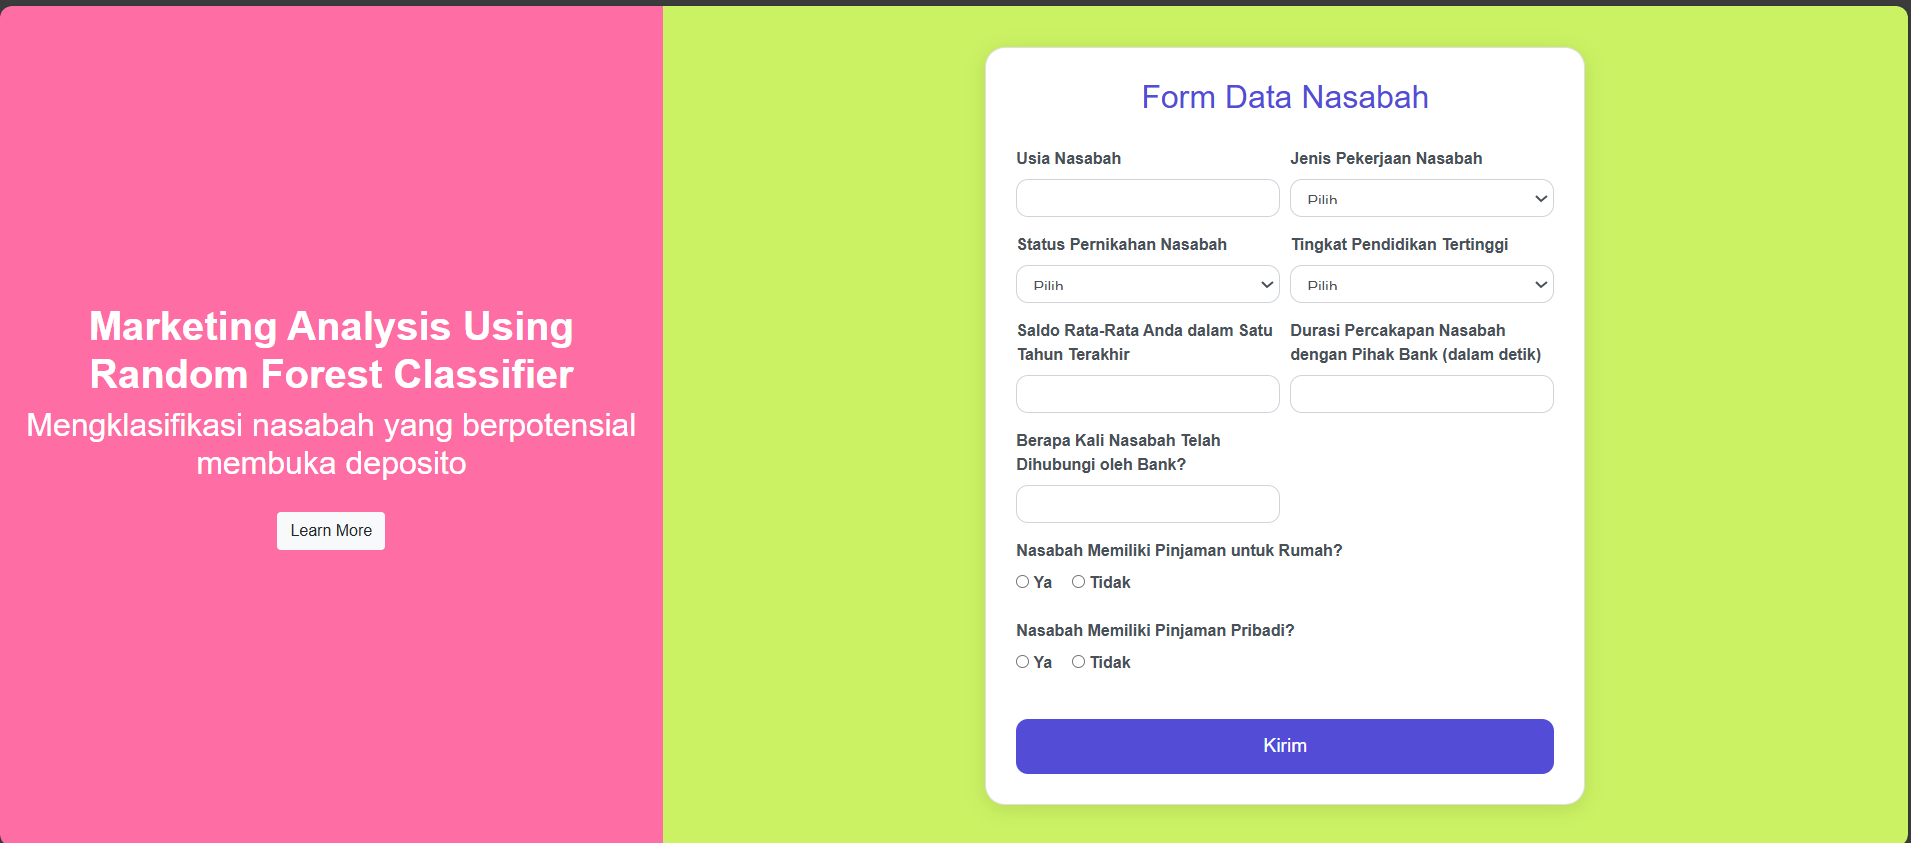 Marketing Analysis Using
Random Forest Classifier
Mengklasifikasi nasabah yang berpotensial
membuka deposito
Learn More
Form Data Nasabah
Usia Nasabah
Jenis Pekerjaan Nasabah
Pilih
Status Pernikahan Nasabah
Pilih
Tingkat Pendidikan Tertinggi
Pilih
Saldo Rata-Rata Anda dalam Satu
Tahun Terakhir
Durasi Percakapan Nasabah
dengan Pihak Bank (dalam detik)
Berapa Kali Nasabah Telah
Dihubungi oleh Bank?
Nasabah Memiliki Pinjaman untuk Rumah?
Ya Tidak
Nasabah Memiliki Pinjaman Pribadi?
Ya Tidak
Kirim